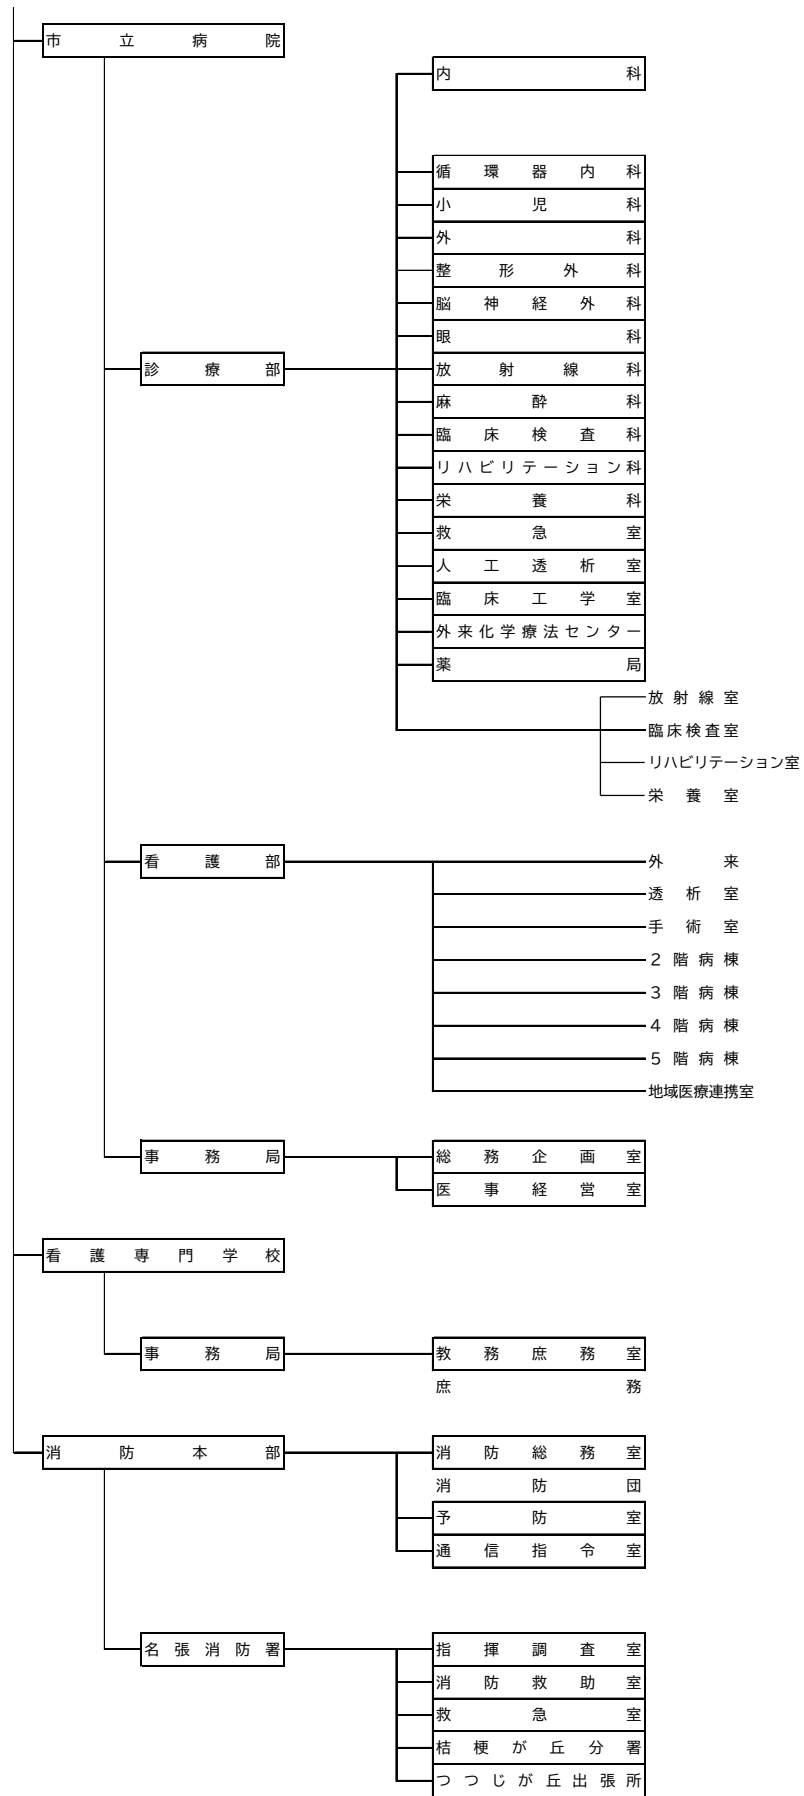 市立病院
内科
循環器内科
小児科
外科
整形外科
脳神経外科
眼科
診療部
放射線科
麻酔科
臨床検査科
リハビリテーション科
栄養科
救急室
人工透析室
臨床工学室
外来化学療法センター
薬局
放射線室
臨床検査室
リハビリテーション室
栄養室
看護部
外来
透析室
手術室
２階病棟
３階病棟
４階病棟
５階病棟
地域医療連携室
事務局
総務企画室
医事経営室
看護専門学校
事務局
教務庶務室
庶務
消防本部
消防総務室
消防団
予防室
通信指令室
名張消防署
指揮調査室
消防救助室
救急室
桔梗が丘分署
つつじが丘出張所